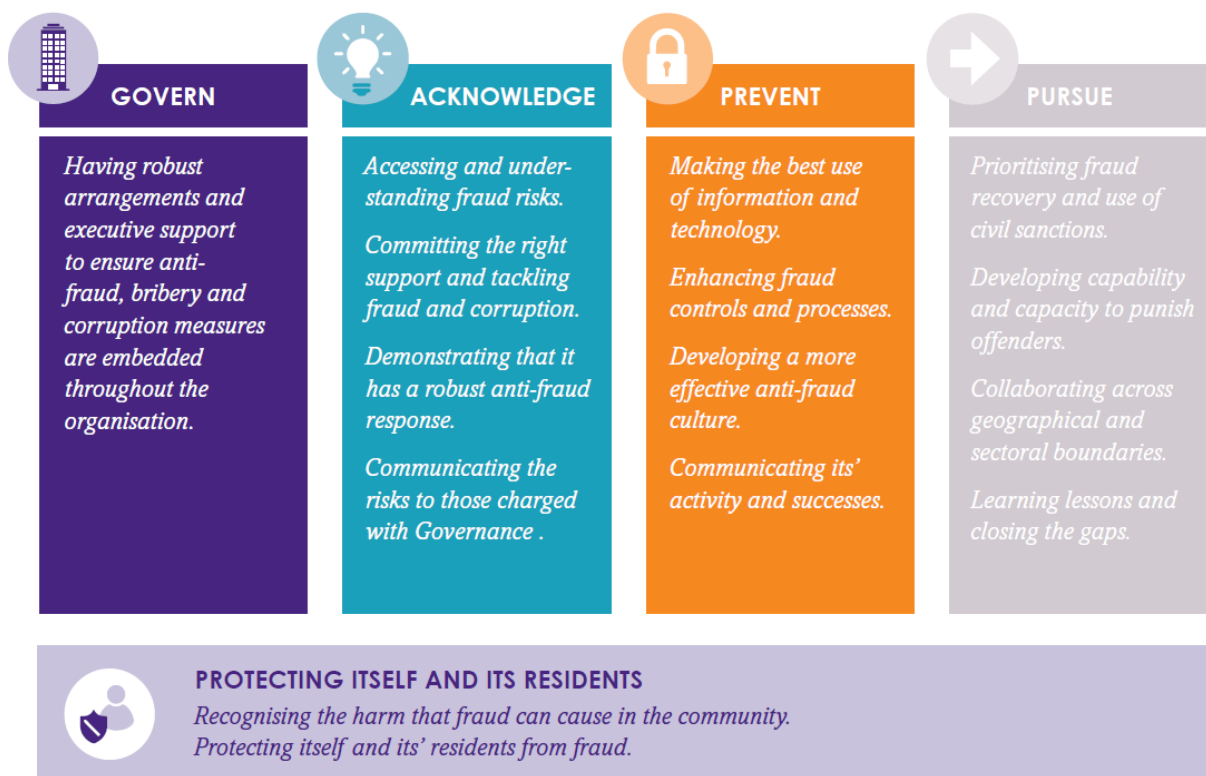 GOVERN
Having robust
arrangements and
executive support
to ensure anti-
fraud, bribery and
corruption measures
are embedded
throughout the
organisation.
ACKNOWLEDGE
Accessing and under-
standing fraud risks.
Committing the right
support and tackling
fraud and corruption.
Demonstrating that it
has a robust anti-fraud
response.
Communicating the
risks to those charged
with Governance .
PREVENT
Making the best use
of information and
technology.
Enhancing fraud
controls and processes.
Developing a more
effective anti-fraud
culture.
Communicating its’
activity and successes.
PURSUE
Prioritising fraud
recovery and use of
civil sanctions.
Developing capability
and capacity to punish
offenders.
Collaborating across
geographical and
sectoral boundaries.
Learning lessons and
closing the gaps.
PROTECTING ITSELF AND ITS RESIDENTS
Recognising the harm that fraud can cause in the community.
Protecting itself and its’ residents from fraud.